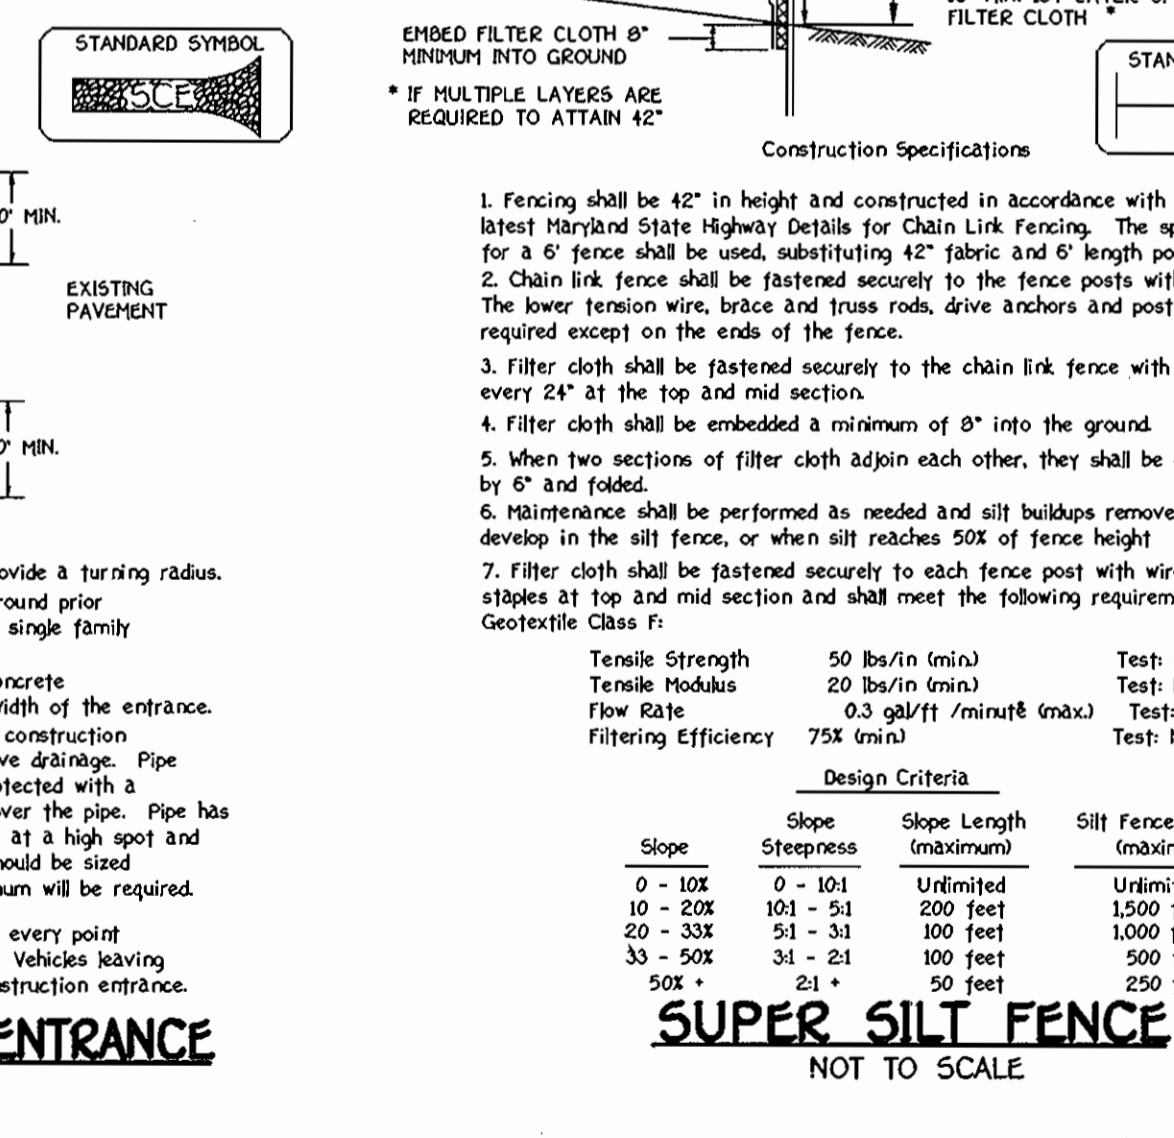 STANDARD SYMBOL
SCE
MIN.
EXISTING
PAVEMENT
MIN.
a turning radius.
prior
single family
width of the entrance.
construction
drainage. Pipe
with a
the pipe. Pipe has
at a high spot and
be sized
will be required.
every point
Vehicles leaving
entrance.
ENTRANCE
FILTER CLOTH *
EMBED FILTER CLOTH 8"
MINIMUM INTO GROUND
* IF MULTIPLE LAYERS ARE
REQUIRED TO ATTAIN 42"
Construction Specifications
1. Fencing shall be 42" in height and constructed in accordance with
latest Maryland State Highway Details for Chain Link Fencing. The
for a 6' fence shall be used, substituting 42" fabric and 6' length
2. Chain link fence shall be fastened securely to the fence posts
The lower tension wire, brace and truss rods, drive anchors and post
required except on the ends of the fence.
3. Filter cloth shall be fastened securely to the chain link fence with
every 24" at the top and mid section.
4. Filter cloth shall be embedded a minimum of 8" into the ground.
5. When two sections of filter cloth adjoin each other, they shall be
by 6" and folded.
6. Maintenance shall be performed as needed and silt buildups
develop in the silt fence, or when silt reaches 50% of fence height
7. Filter cloth shall be fastened securely to each fence post with
staples at top and mid section and shall meet the following
Geotextile Class F:
Tensile Strength 50 lbs/in (min.) Test:
Tensile Modulus 20 lbs/in (min.) Test:
Flow Rate 0.3 gal/ft /minute (max.) Test:
Filtering Efficiency 75% (min.) Test:
Design Criteria
Slope Slope Length Silt Fence
Slope Steepness (maximum)
0 - 10% 0 - 10:1 Unlimited
10 - 20% 10:1 - 5:1 200 feet 1,500
20 - 33% 5:1 - 3:1 100 feet 1,000
33 - 50% 3:1 - 2:1 100 feet 500
50% + 2:1 + 50 feet 250
SUPER SILT FENCE
NOT TO SCALE